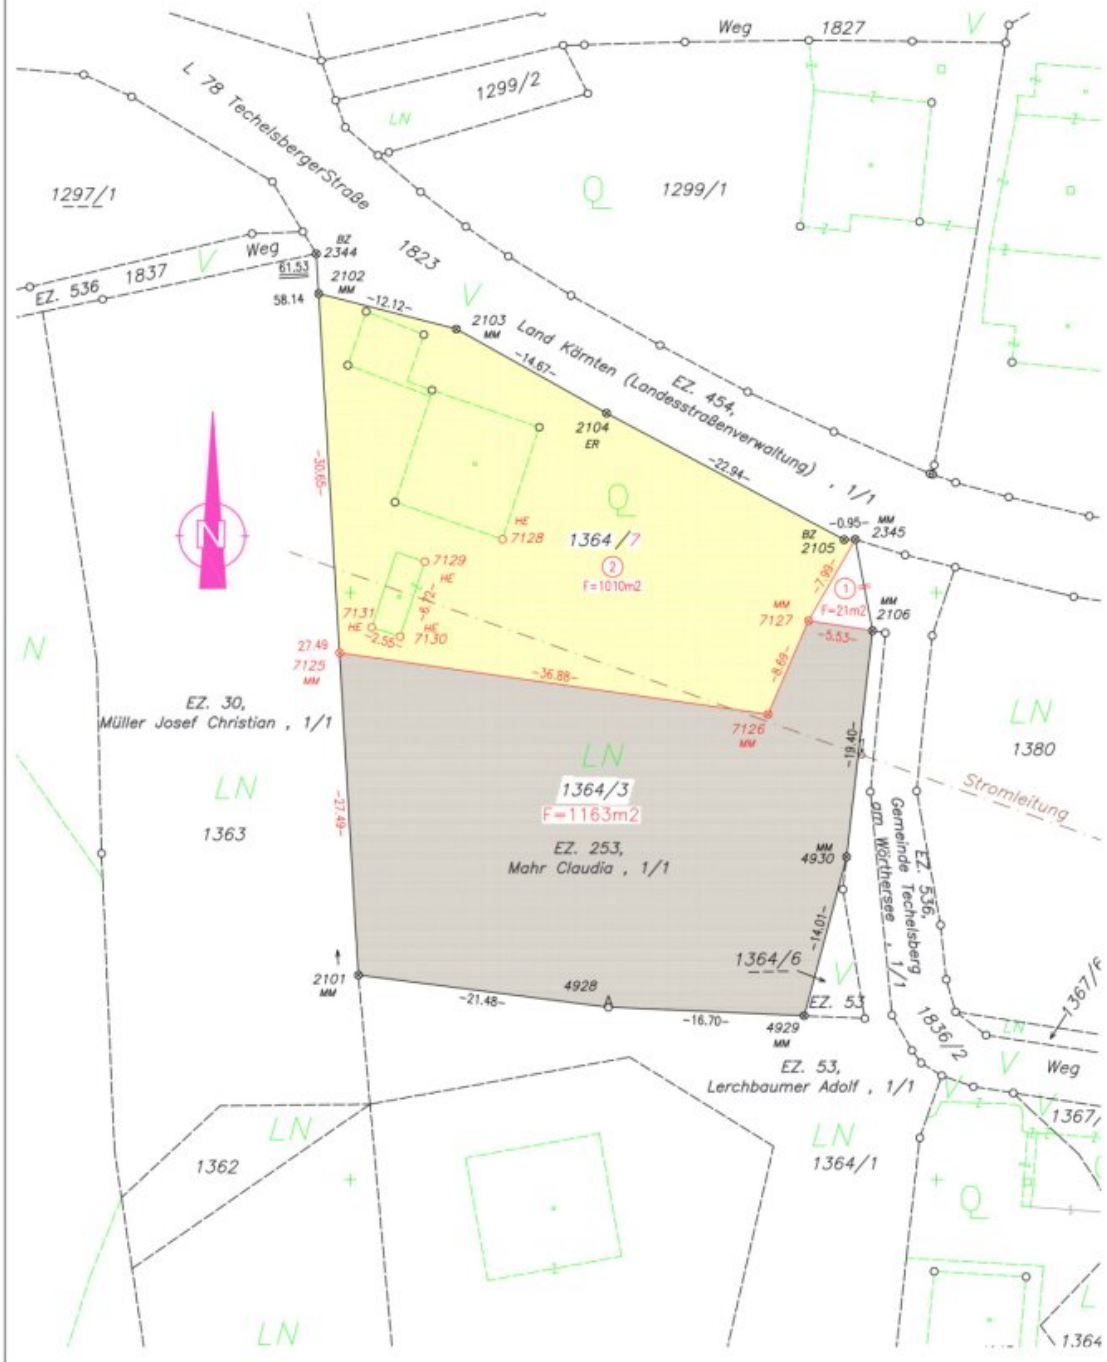 Weg
1827
V
L 78 TechelsbergerStraße
1299/2
LN
1297/1
Q
1299/1
Weg
V
BZ
2344
1823
EZ. 536
1837
61.53
58.14
2102
MM
-12.12-
V
2103
MM
Land Kärnten (Landesstraßenverwaltung) , 1/1
EZ. 454,
-14.67-
2104
ER
-22.94-
-30.65-
N
Q
HE
7128
1364/7
2
F=1010m2
BZ
2105
-0.95-
MM
2345
7129
HE
-6.72-
7131
HE
HE
7130
-2.55-
-7.99-
1
F=21m2
MM
7127
MM
2106
-5.53-
N
27.49
7125
MM
-36.88-
-8.69-
7126
MM
EZ. 30,
Müller Josef Christian , 1/1
LN
1363
LN
1364/3
F=1163m2
EZ. 253,
Mahr Claudia , 1/1
-27.49-
-19.40-
LN
1380
Stromleitung
MM
4930
EZ. 536,
Gemeinde Techelsberg
am Wörthersee , 1/1
-14.01-
1364/6
V
2101
MM
-21.48-
4928
-16.70-
4929
MM
EZ. 53
1836/2
1367/6
LN
V
Weg
EZ. 53,
Lerchbaumer Adolf , 1/1
V
V
1367/
LN
1362
LN
1364/1
Q
LN
L
1364